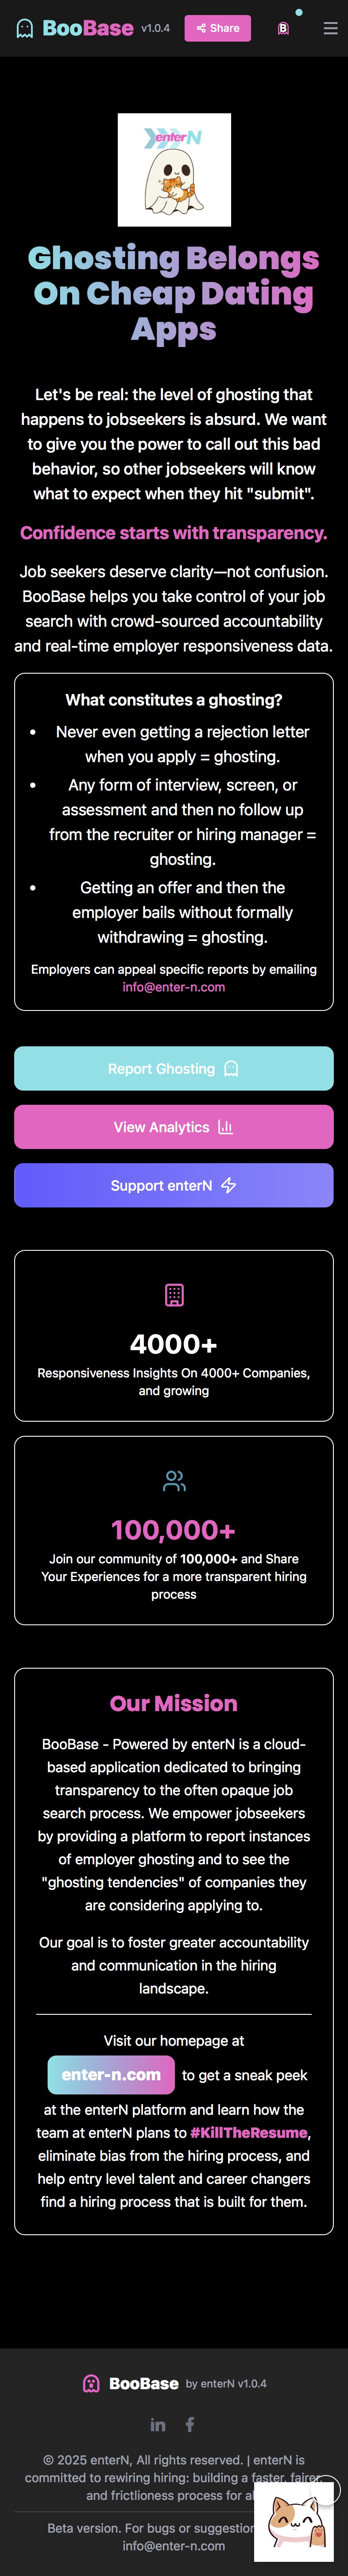 BooBase v1.0.4 Share B
enterN
Ghosting Belongs
On Cheap Dating
Apps
Let's be real: the level of ghosting that
happens to jobseekers is absurd. We want
to give you the power to call out this bad
behavior, so other jobseekers will know
what to expect when they hit "submit".
Confidence starts with transparency.
Job seekers deserve clarity—not confusion.
BooBase helps you take control of your job
search with crowd-sourced accountability
and real-time employer responsiveness data.
What constitutes a ghosting?
• Never even getting a rejection letter
when you apply = ghosting.
• Any form of interview, screen, or
assessment and then no follow up
from the recruiter or hiring manager =
ghosting.
• Getting an offer and then the
employer bails without formally
withdrawing = ghosting.
Employers can appeal specific reports by emailing
info@enter-n.com
Report Ghosting
View Analytics
Support enterN
4000+
Responsiveness Insights On 4000+ Companies,
and growing
100,000+
Join our community of 100,000+ and Share
Your Experiences for a more transparent hiring
process
Our Mission
BooBase - Powered by enterN is a cloud-
based application dedicated to bringing
transparency to the often opaque job
search process. We empower jobseekers
by providing a platform to report instances
of employer ghosting and to see the
"ghosting tendencies" of companies they
are considering applying to.
Our goal is to foster greater accountability
and communication in the hiring
landscape.
Visit our homepage at
enter-n.com to get a sneak peek
at the enterN platform and learn how the
team at enterN plans to #KillTheResume,
eliminate bias from the hiring process, and
help entry level talent and career changers
find a hiring process that is built for them.
BooBase by enterN v1.0.4
in f
© 2025 enterN, All rights reserved. | enterN is
committed to rewiring hiring: building a faster, fairer,
and frictionless process for
Beta version. For bugs or
info@enter-n.com